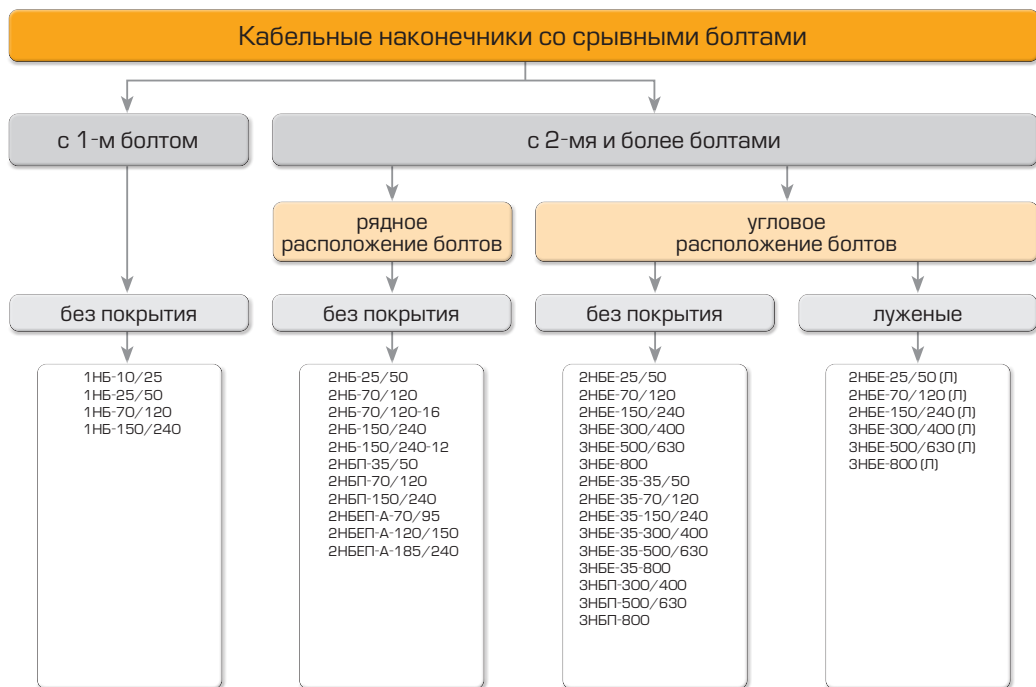 Кабельные наконечники со срывными болтами
с 1-м болтом
с 2-мя и более болтами
рядное
расположение болтов
угловое
расположение болтов
без покрытия
без покрытия
без покрытия
луженые
1НБ-10/25
1НБ-25/50
1НБ-70/120
1НБ-150/240
2НБ-25/50
2НБ-70/120
2НБ-70/120-16
2НБ-150/240
2НБ-150/240-12
2НБП-35/50
2НБП-70/120
2НБП-150/240
2НБЕП-А-70/95
2НБЕП-А-120/150
2НБЕП-А-185/240
2НБЕ-25/50
2НБЕ-70/120
2НБЕ-150/240
3НБЕ-300/400
3НБЕ-500/630
3НБЕ-800
2НБЕ-35-35/50
2НБЕ-35-70/120
2НБЕ-35-150/240
3НБЕ-35-300/400
3НБЕ-35-500/630
3НБЕ-35-800
3НБП-300/400
3НБП-500/630
3НБП-800
2НБЕ-25/50 (Л)
2НБЕ-70/120 (Л)
2НБЕ-150/240 (Л)
3НБЕ-300/400 (Л)
3НБЕ-500/630 (Л)
3НБЕ-800 (Л)